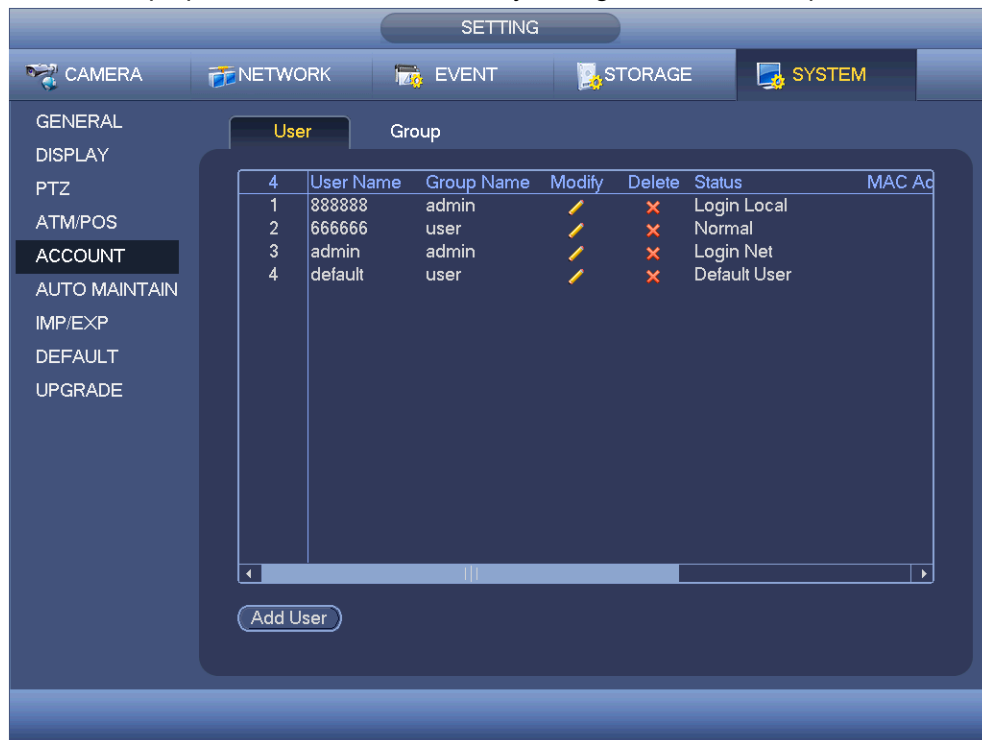 SETTING
CAMERA NETWORK EVENT STORAGE SYSTEM
GENERAL
DISPLAY
PTZ
ATM/POS
ACCOUNT
AUTO MAINTAIN
IMP/EXP
DEFAULT
UPGRADE
User Group
4 User Name Group Name Modify Delete Status MAC Ad
1 888888 admin Login Local
2 666666 user Normal
3 admin admin Login Net
4 default user Default User
Add User